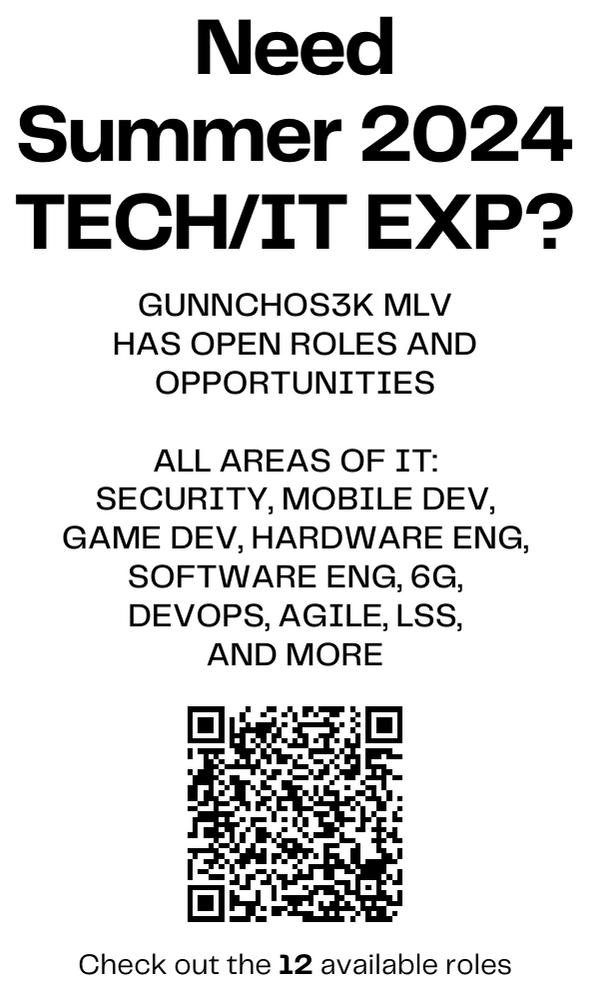 Need
Summer 2024
TECH/IT EXP?
GUNNCHOS3K MLV
HAS OPEN ROLES AND
OPPORTUNITIES
ALL AREAS OF IT:
SECURITY, MOBILE DEV,
GAME DEV, HARDWARE ENG,
SOFTWARE ENG, 6G,
DEVOPS, AGILE, LSS,
AND MORE
Check out the 12 available roles